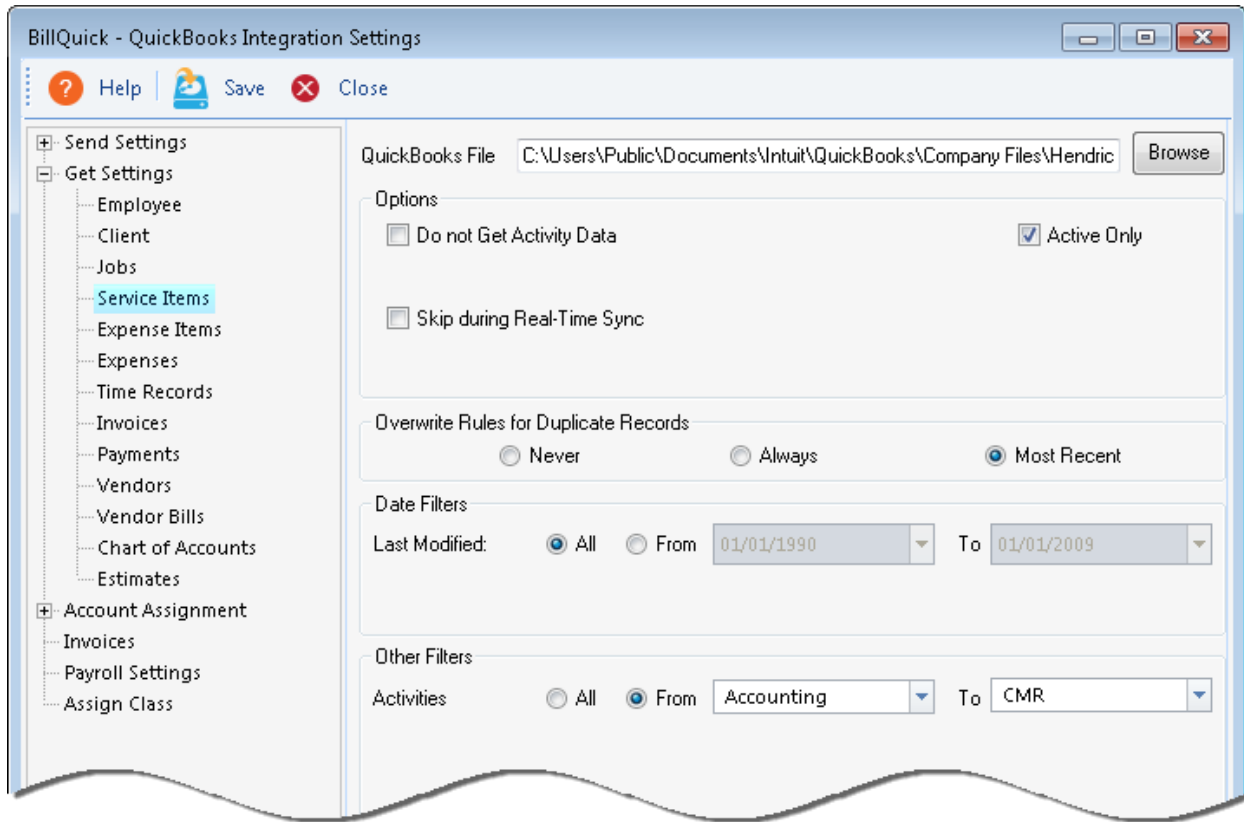 BillQuick - QuickBooks Integration Settings
Help Save Close
Send Settings
Get Settings
Employee
Client
Jobs
Service Items
Expense Items
Expenses
Time Records
Invoices
Payments
Vendors
Vendor Bills
Chart of Accounts
Estimates
Account Assignment
Invoices
Payroll Settings
Assign Class
QuickBooks File C:\Users\Public\Documents\Intuit\QuickBooks\Company Files\Hendric Browse
Options
Do not Get Activity Data Active Only
Skip during Real-Time Sync
Overwrite Rules for Duplicate Records
Never Always Most Recent
Date Filters
Last Modified: All From 01/01/1990 To 01/01/2009
Other Filters
Activities All From Accounting To CMR